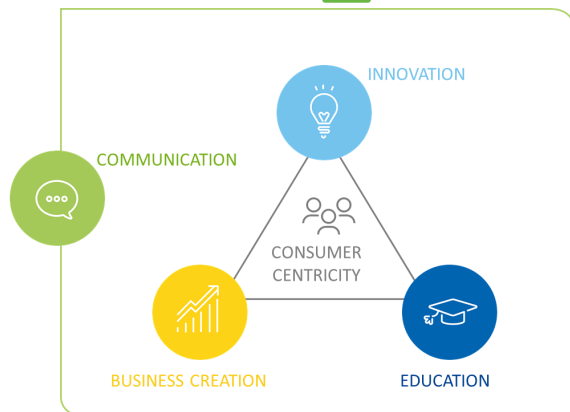 INNOVATION
COMMUNICATION
CONSUMER
CENTRICITY
BUSINESS CREATION
EDUCATION